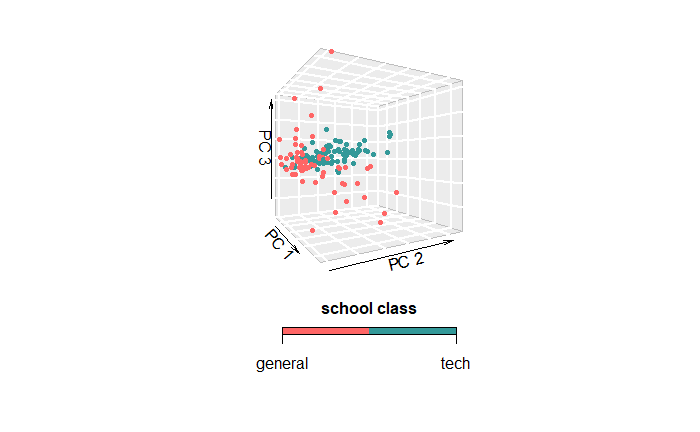 PC 3
PC 1
PC 2
school class
general
tech